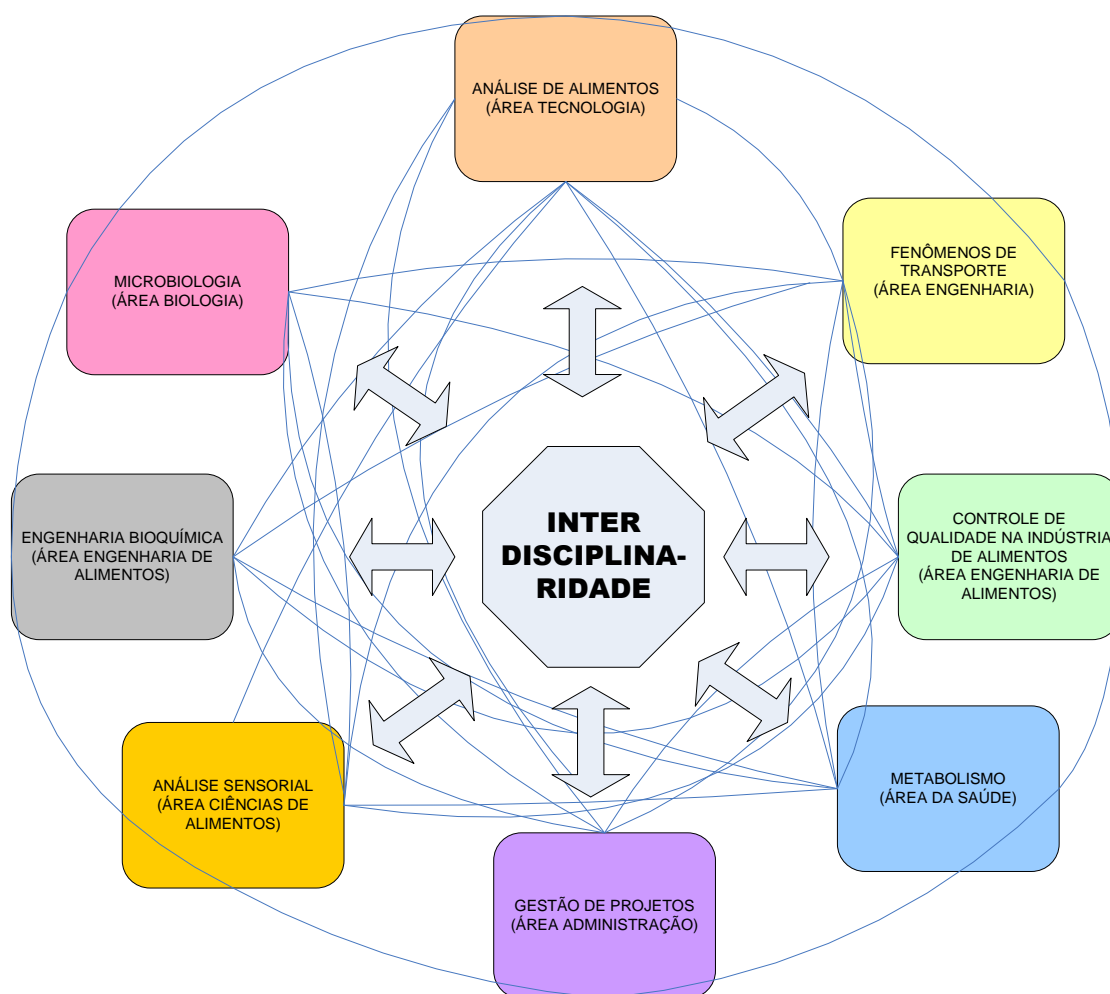 ANÁLISE DE ALIMENTOS
(ÁREA TECNOLOGIA)
MICROBIOLOGIA
(ÁREA BIOLOGIA)
FENÔMENOS DE
TRANSPORTE
(ÁREA ENGENHARIA)
ENGENHARIA BIOQUÍMICA
(ÁREA ENGENHARIA DE
ALIMENTOS)
INTER
DISCIPLINA-
RIDADE
CONTROLE DE
QUALIDADE NA INDÚSTRIA
DE ALIMENTOS
(ÁREA ENGENHARIA DE
ALIMENTOS)
ANÁLISE SENSORIAL
(ÁREA CIÊNCIAS DE
ALIMENTOS)
METABOLISMO
(ÁREA DA SAÚDE)
GESTÃO DE PROJETOS
(ÁREA ADMINISTRAÇÃO)